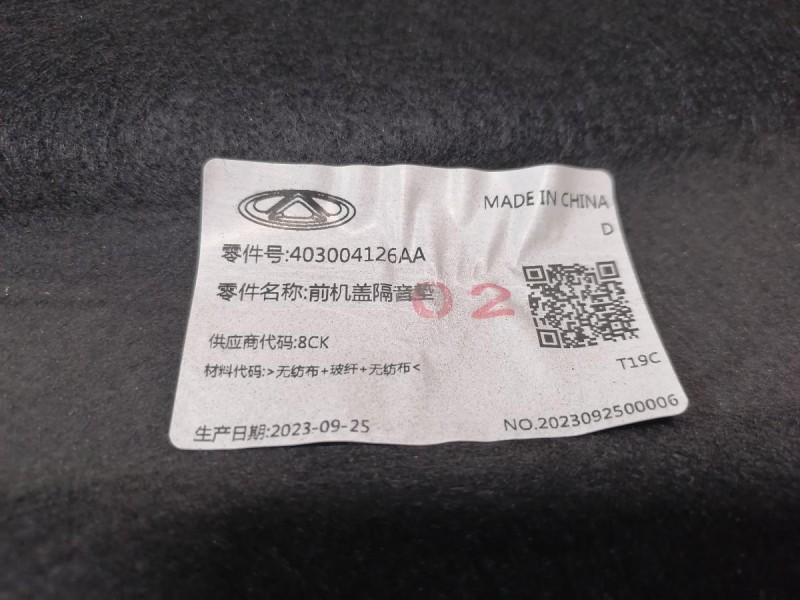 MADE IN CHINA
D
零件号:403004126AA
零件名称:前机盖隔音垫
02
供应商代码:8CK
T19C
材料代码:>无纺布+玻纤+无纺布<
生产日期:2023-09-25
NO.2023092500006